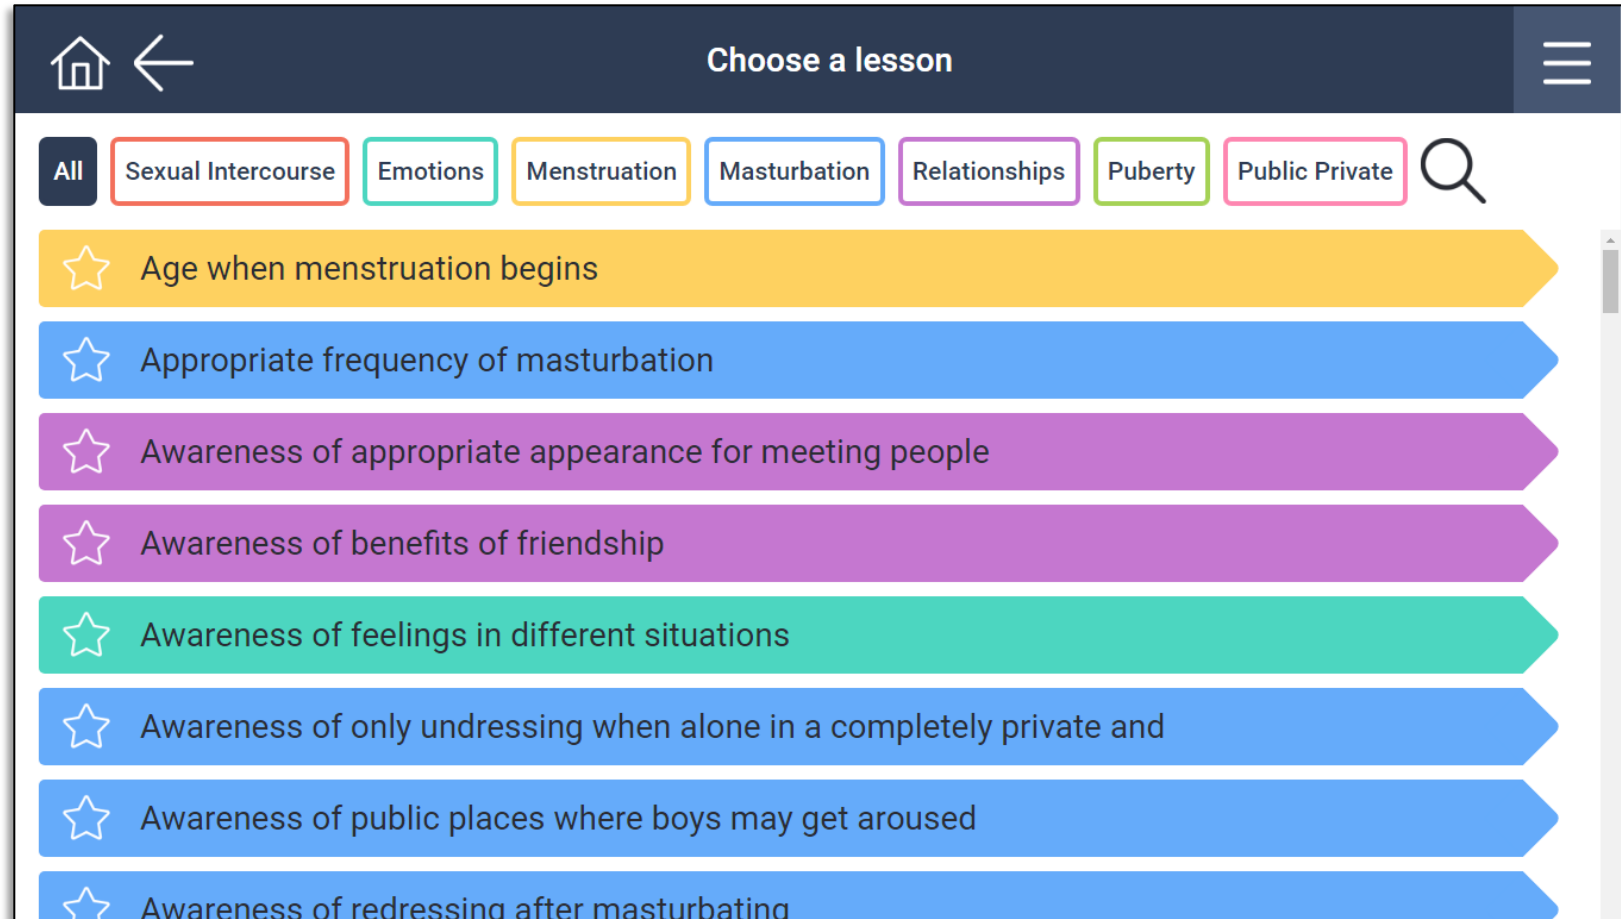 Choose a lesson
All
Sexual Intercourse
Emotions
Menstruation
Masturbation
Relationships
Puberty
Public Private
Age when menstruation begins
Appropriate frequency of masturbation
Awareness of appropriate appearance for meeting people
Awareness of benefits of friendship
Awareness of feelings in different situations
Awareness of only undressing when alone in a completely private and
Awareness of public places where boys may get aroused
Awareness of redressing after masturbating